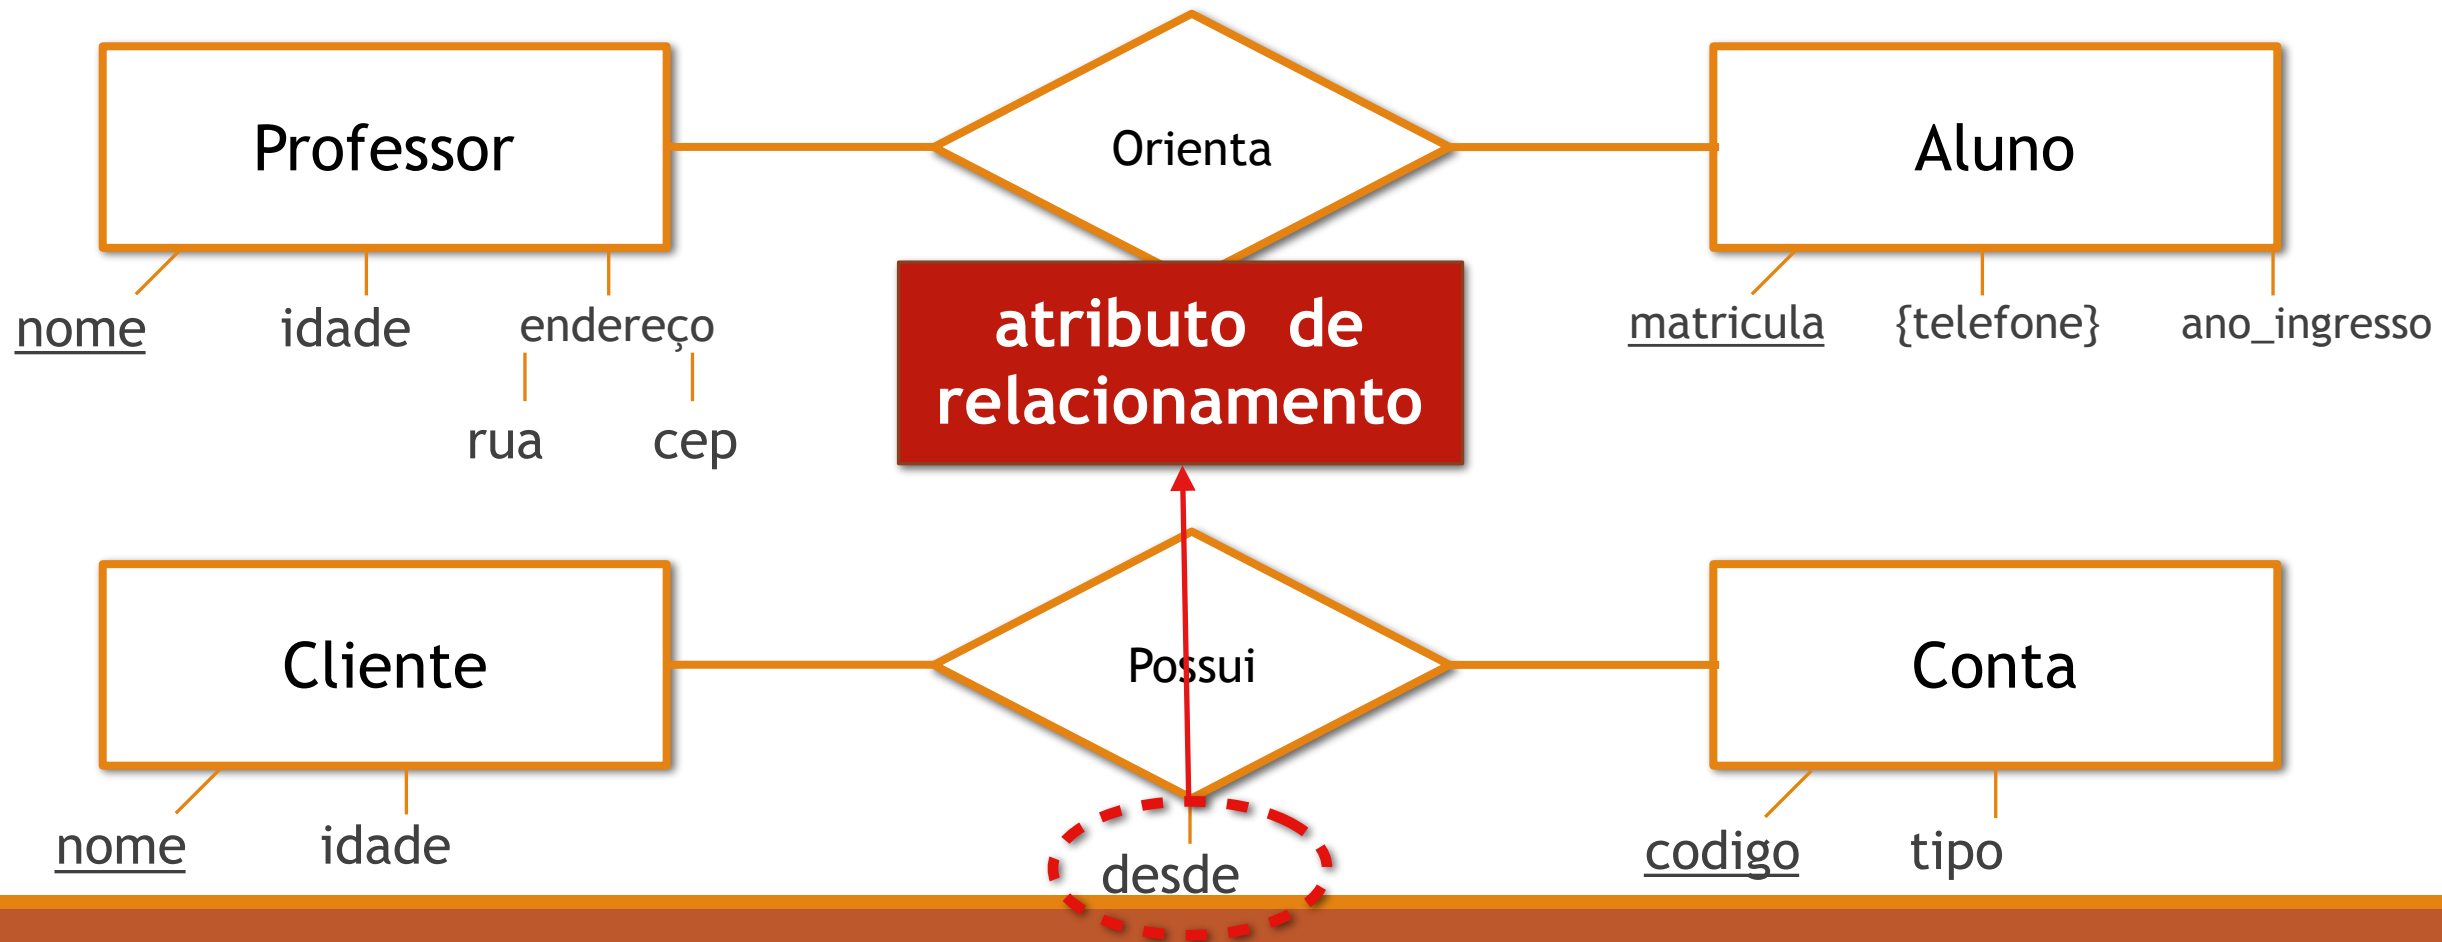 Professor
Orienta
Aluno
nome
idade
endereço
rua
cep
atributo de
relacionamento
matricula
{telefone}
ano_ingresso
Cliente
Possui
Conta
nome
idade
desde
codigo
tipo